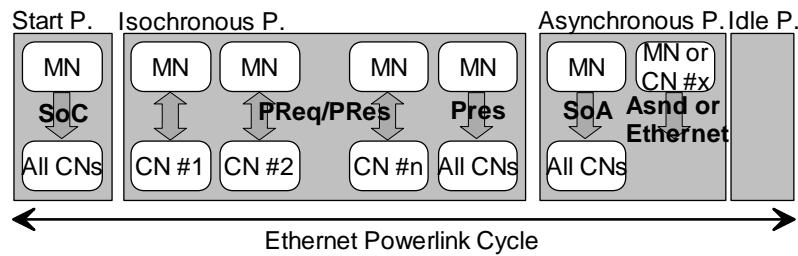 Start P. Isochronous P. Asynchronous P. Idle P.
MN MN MN MN MN MN MN or
CN #x
SoC PReq/PRes Pres SoA Asnd or
Ethernet
All CNs CN #1 CN #2 CN #n All CNs All CNs
Ethernet Powerlink Cycle